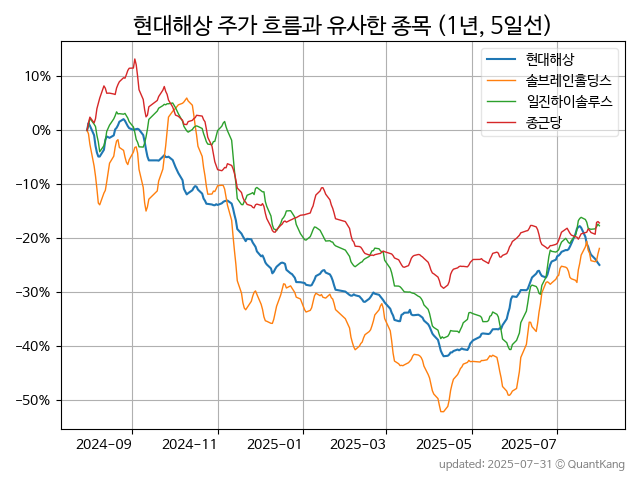 현대해상 주가 흐름과 유사한 종목 (1년, 5일선)
현대해상
솔브레인홀딩스
일진하이솔루스
종근당
10%
0%
−10%
−20%
−30%
−40%
−50%
2024-09
2024-11
2025-01
2025-03
2025-05
2025-07
updated: 2025-07-31 © QuantKang